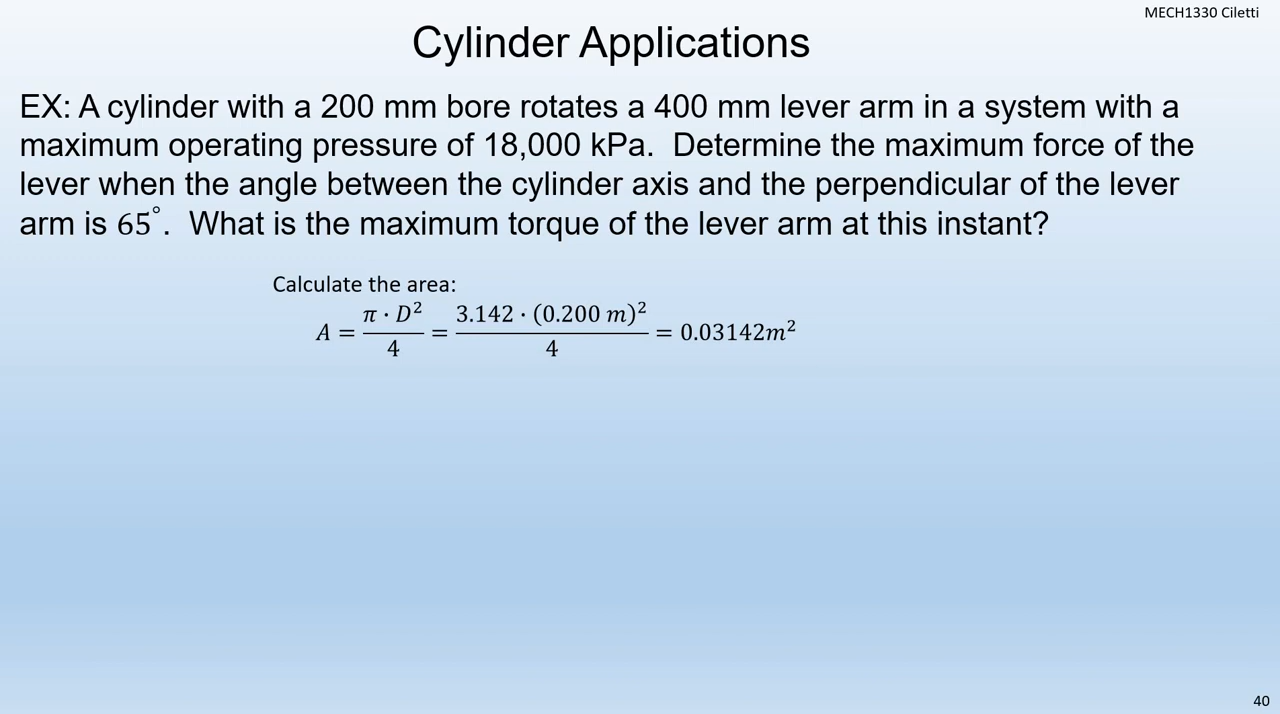 MECH1330 Ciletti
Cylinder Applications
EX: A cylinder with a 200 mm bore rotates a 400 mm lever arm in a system with a
maximum operating pressure of 18,000 kPa.  Determine the maximum force of the
lever when the angle between the cylinder axis and the perpendicular of the lever
arm is 65°.  What is the maximum torque of the lever arm at this instant?
Calculate the area:
A = π · D² / 4 = 3.142 · (0.200 m)² / 4 = 0.03142m²
40